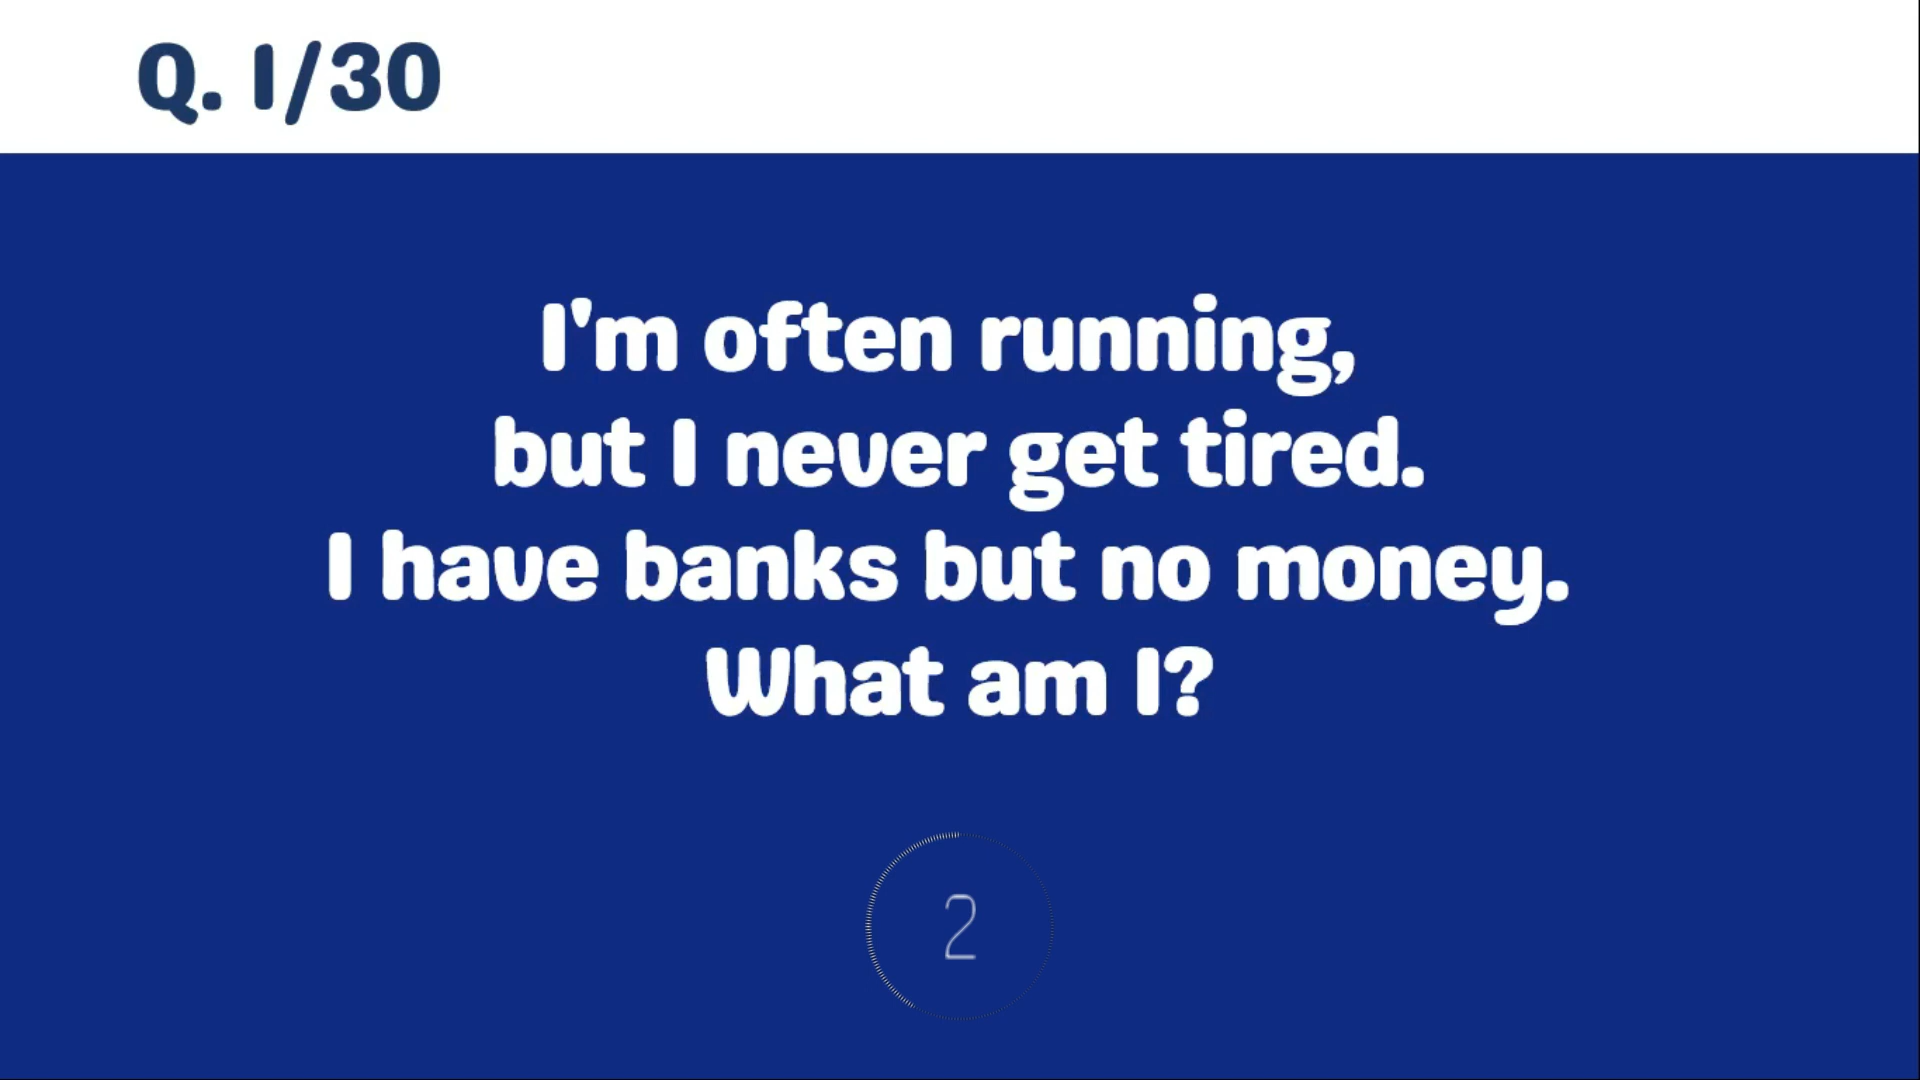 Q. 1/30
I'm often running,
but I never get tired.
I have banks but no money.
What am I?
2